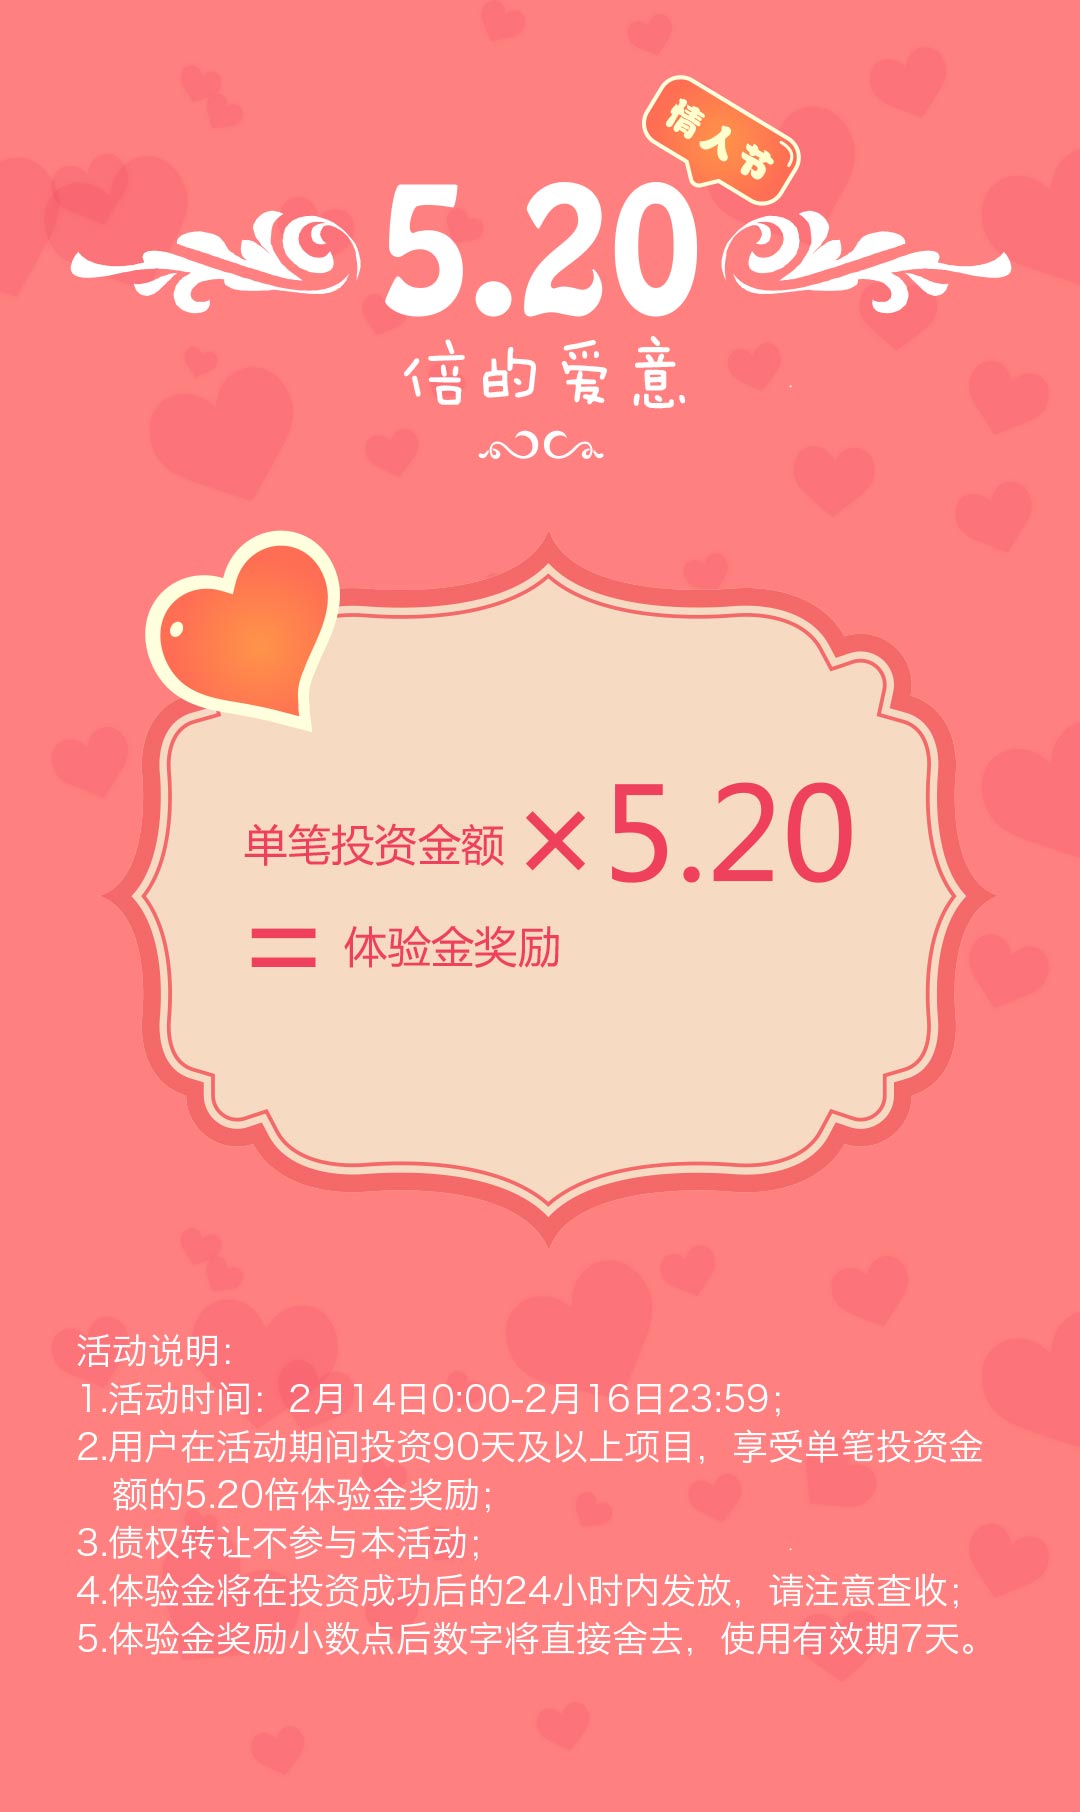 情人节
5.20
倍的爱意
单笔投资金额×5.20
=体验金奖励
活动说明：
1.活动时间：2月14日0:00-2月16日23:59；
2.用户在活动期间投资90天及以上项目，享受单笔投资金
额的5.20倍体验金奖励；
3.债权转让不参与本活动；
4.体验金将在投资成功后的24小时内发放，请注意查收；
5.体验金奖励小数点后数字将直接舍去，使用有效期7天。